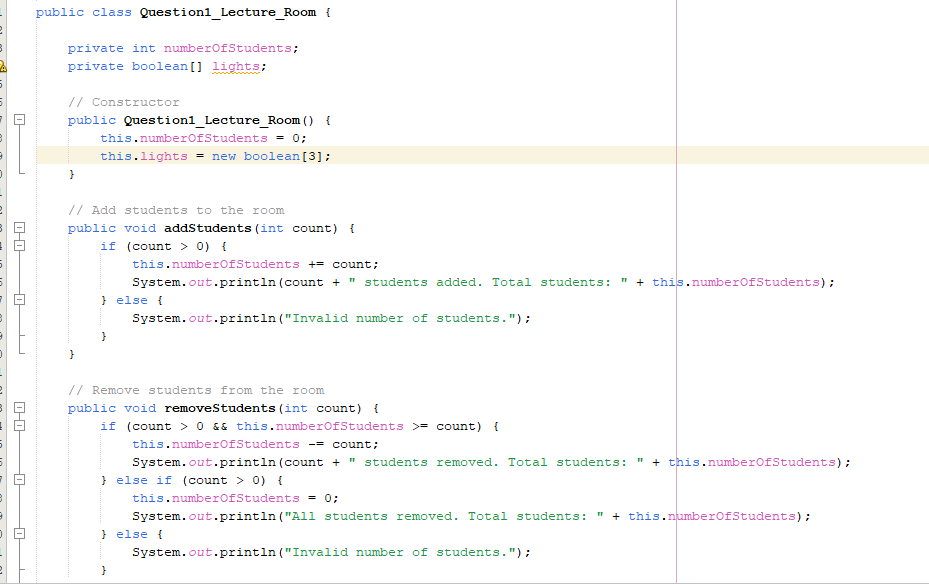 public class Question1_Lecture_Room {
private int numberOfStudents;
private boolean[] lights;
// Constructor
public Question1_Lecture_Room() {
this.numberOfStudents = 0;
this.lights = new boolean[3];
}
// Add students to the room
public void addStudents(int count) {
if (count > 0) {
this.numberOfStudents += count;
System.out.println(count + " students added. Total students: " + this.numberOfStudents);
} else {
System.out.println("Invalid number of students.");
}
}
// Remove students from the room
public void removeStudents(int count) {
if (count > 0 && this.numberOfStudents >= count) {
this.numberOfStudents -= count;
System.out.println(count + " students removed. Total students: " + this.numberOfStudents);
} else if (count > 0) {
this.numberOfStudents = 0;
System.out.println("All students removed. Total students: " + this.numberOfStudents);
} else {
System.out.println("Invalid number of students.");
}